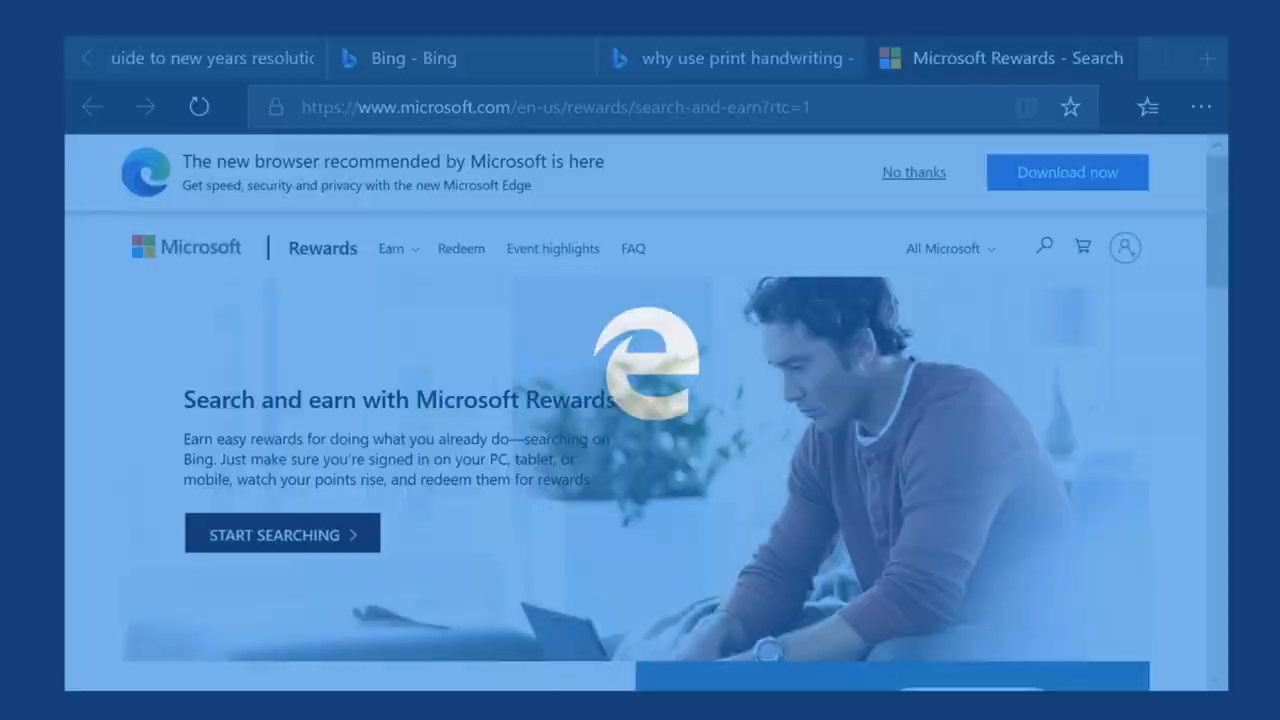 uide to new years resolutic
Bing - Bing
why use print handwriting -
Microsoft Rewards - Search
https://www.microsoft.com/en-us/rewards/search-and-earn?rtc=1
The new browser recommended by Microsoft is here
Get speed, security and privacy with the new Microsoft Edge
No thanks
Download now
Microsoft
Rewards
Earn
Redeem
Event highlights
FAQ
All Microsoft
Search and earn with Microsoft Rewards
Earn easy rewards for doing what you already do—searching on
Bing. Just make sure you're signed in on your PC, tablet, or
mobile, watch your points rise, and redeem them for rewards.
START SEARCHING